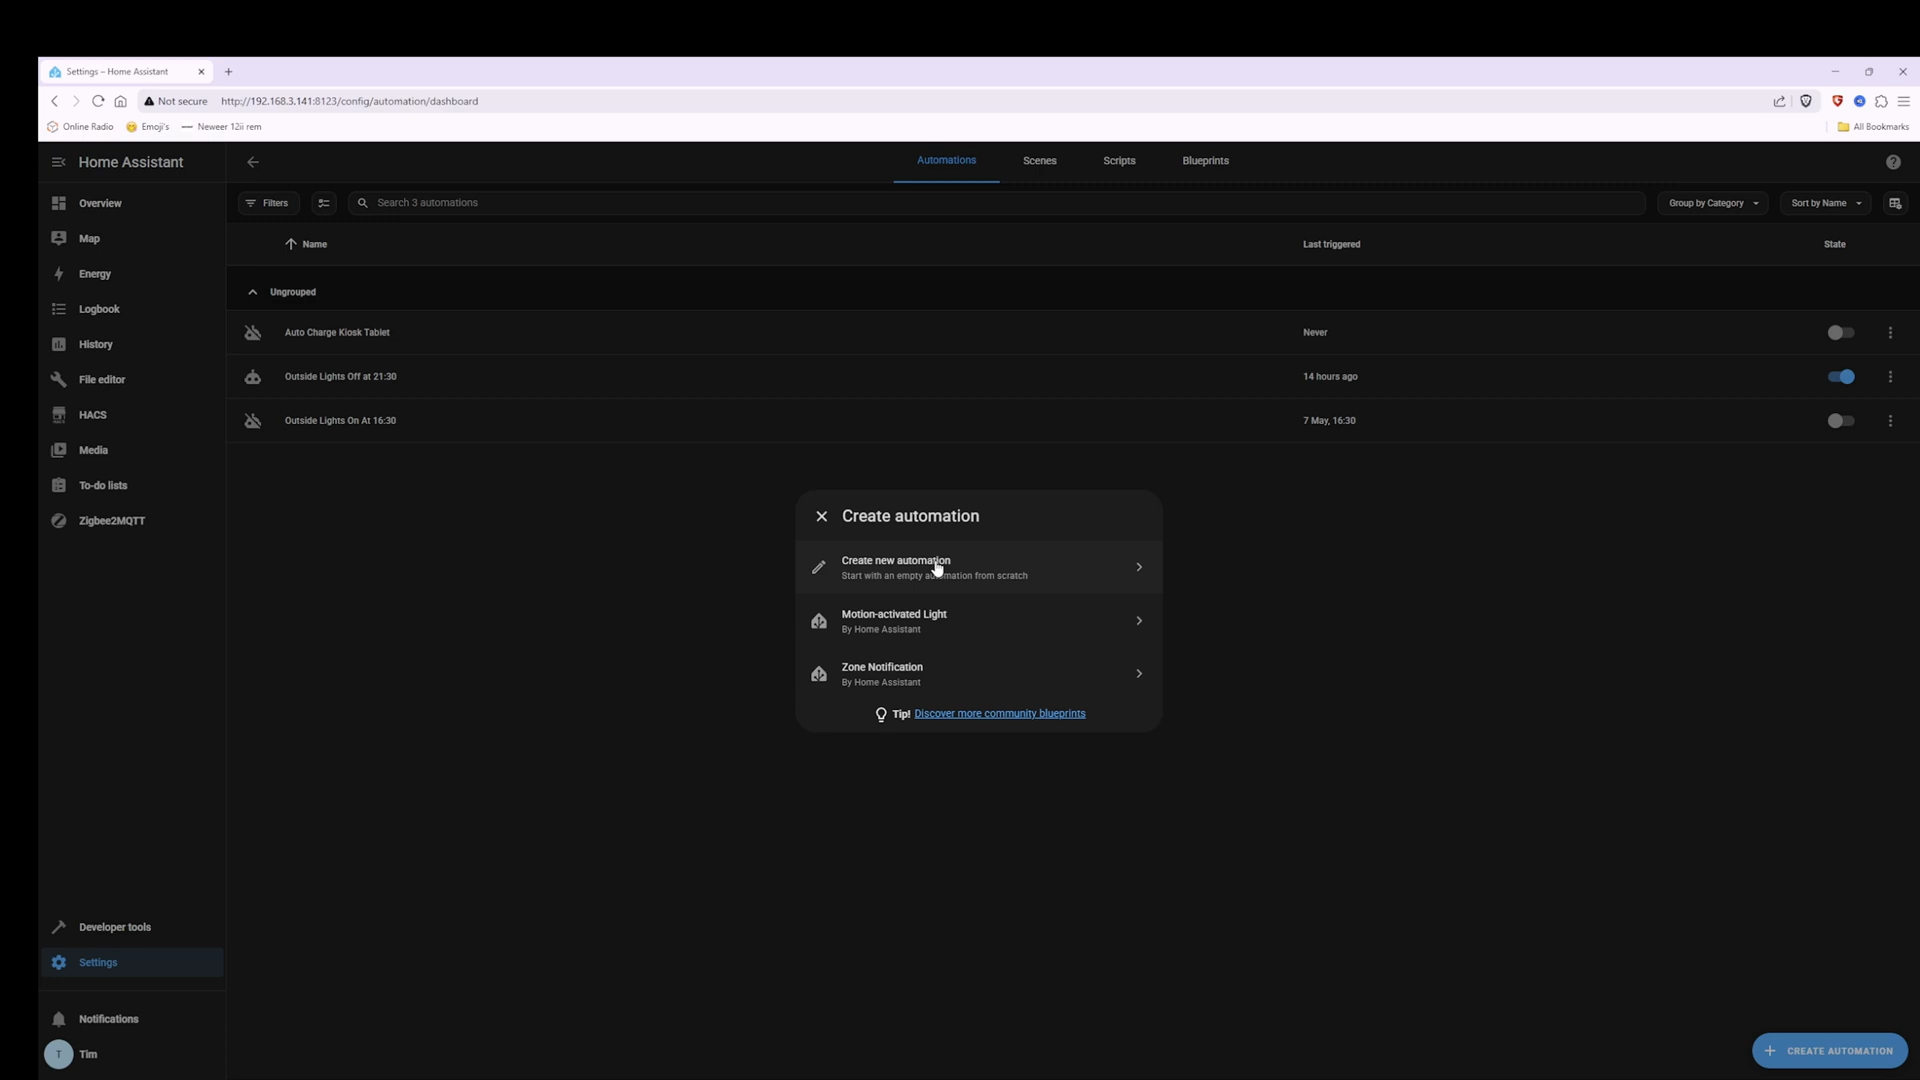 Settings – Home Assistant
Not secure http://192.168.3.141:8123/config/automation/dashboard
Online Radio Emoji's Neweer 12ii rem All Bookmarks
Home Assistant
Automations Scenes Scripts Blueprints
Overview
Map
Energy
Logbook
History
File editor
HACS
Media
To-do lists
Zigbee2MQTT
Developer tools
Settings
Notifications
T Tim
Filters Search 3 automations Group by Category Sort by Name
Name Last triggered State
Ungrouped
Auto Charge Kiosk Tablet Never
Outside Lights Off at 21:30 14 hours ago
Outside Lights On At 16:30 7 May, 16:30
Create automation
Create new automation
Start with an empty automation from scratch
Motion-activated Light
By Home Assistant
Zone Notification
By Home Assistant
Tip! Discover more community blueprints
CREATE AUTOMATION